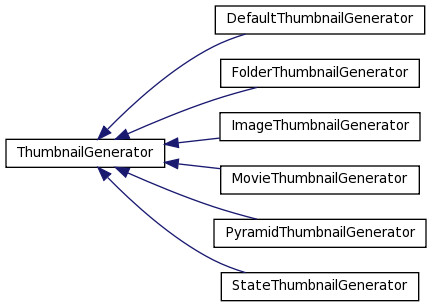 DefaultThumbnailGenerator
FolderThumbnailGenerator
ImageThumbnailGenerator
ThumbnailGenerator
MovieThumbnailGenerator
PyramidThumbnailGenerator
StateThumbnailGenerator